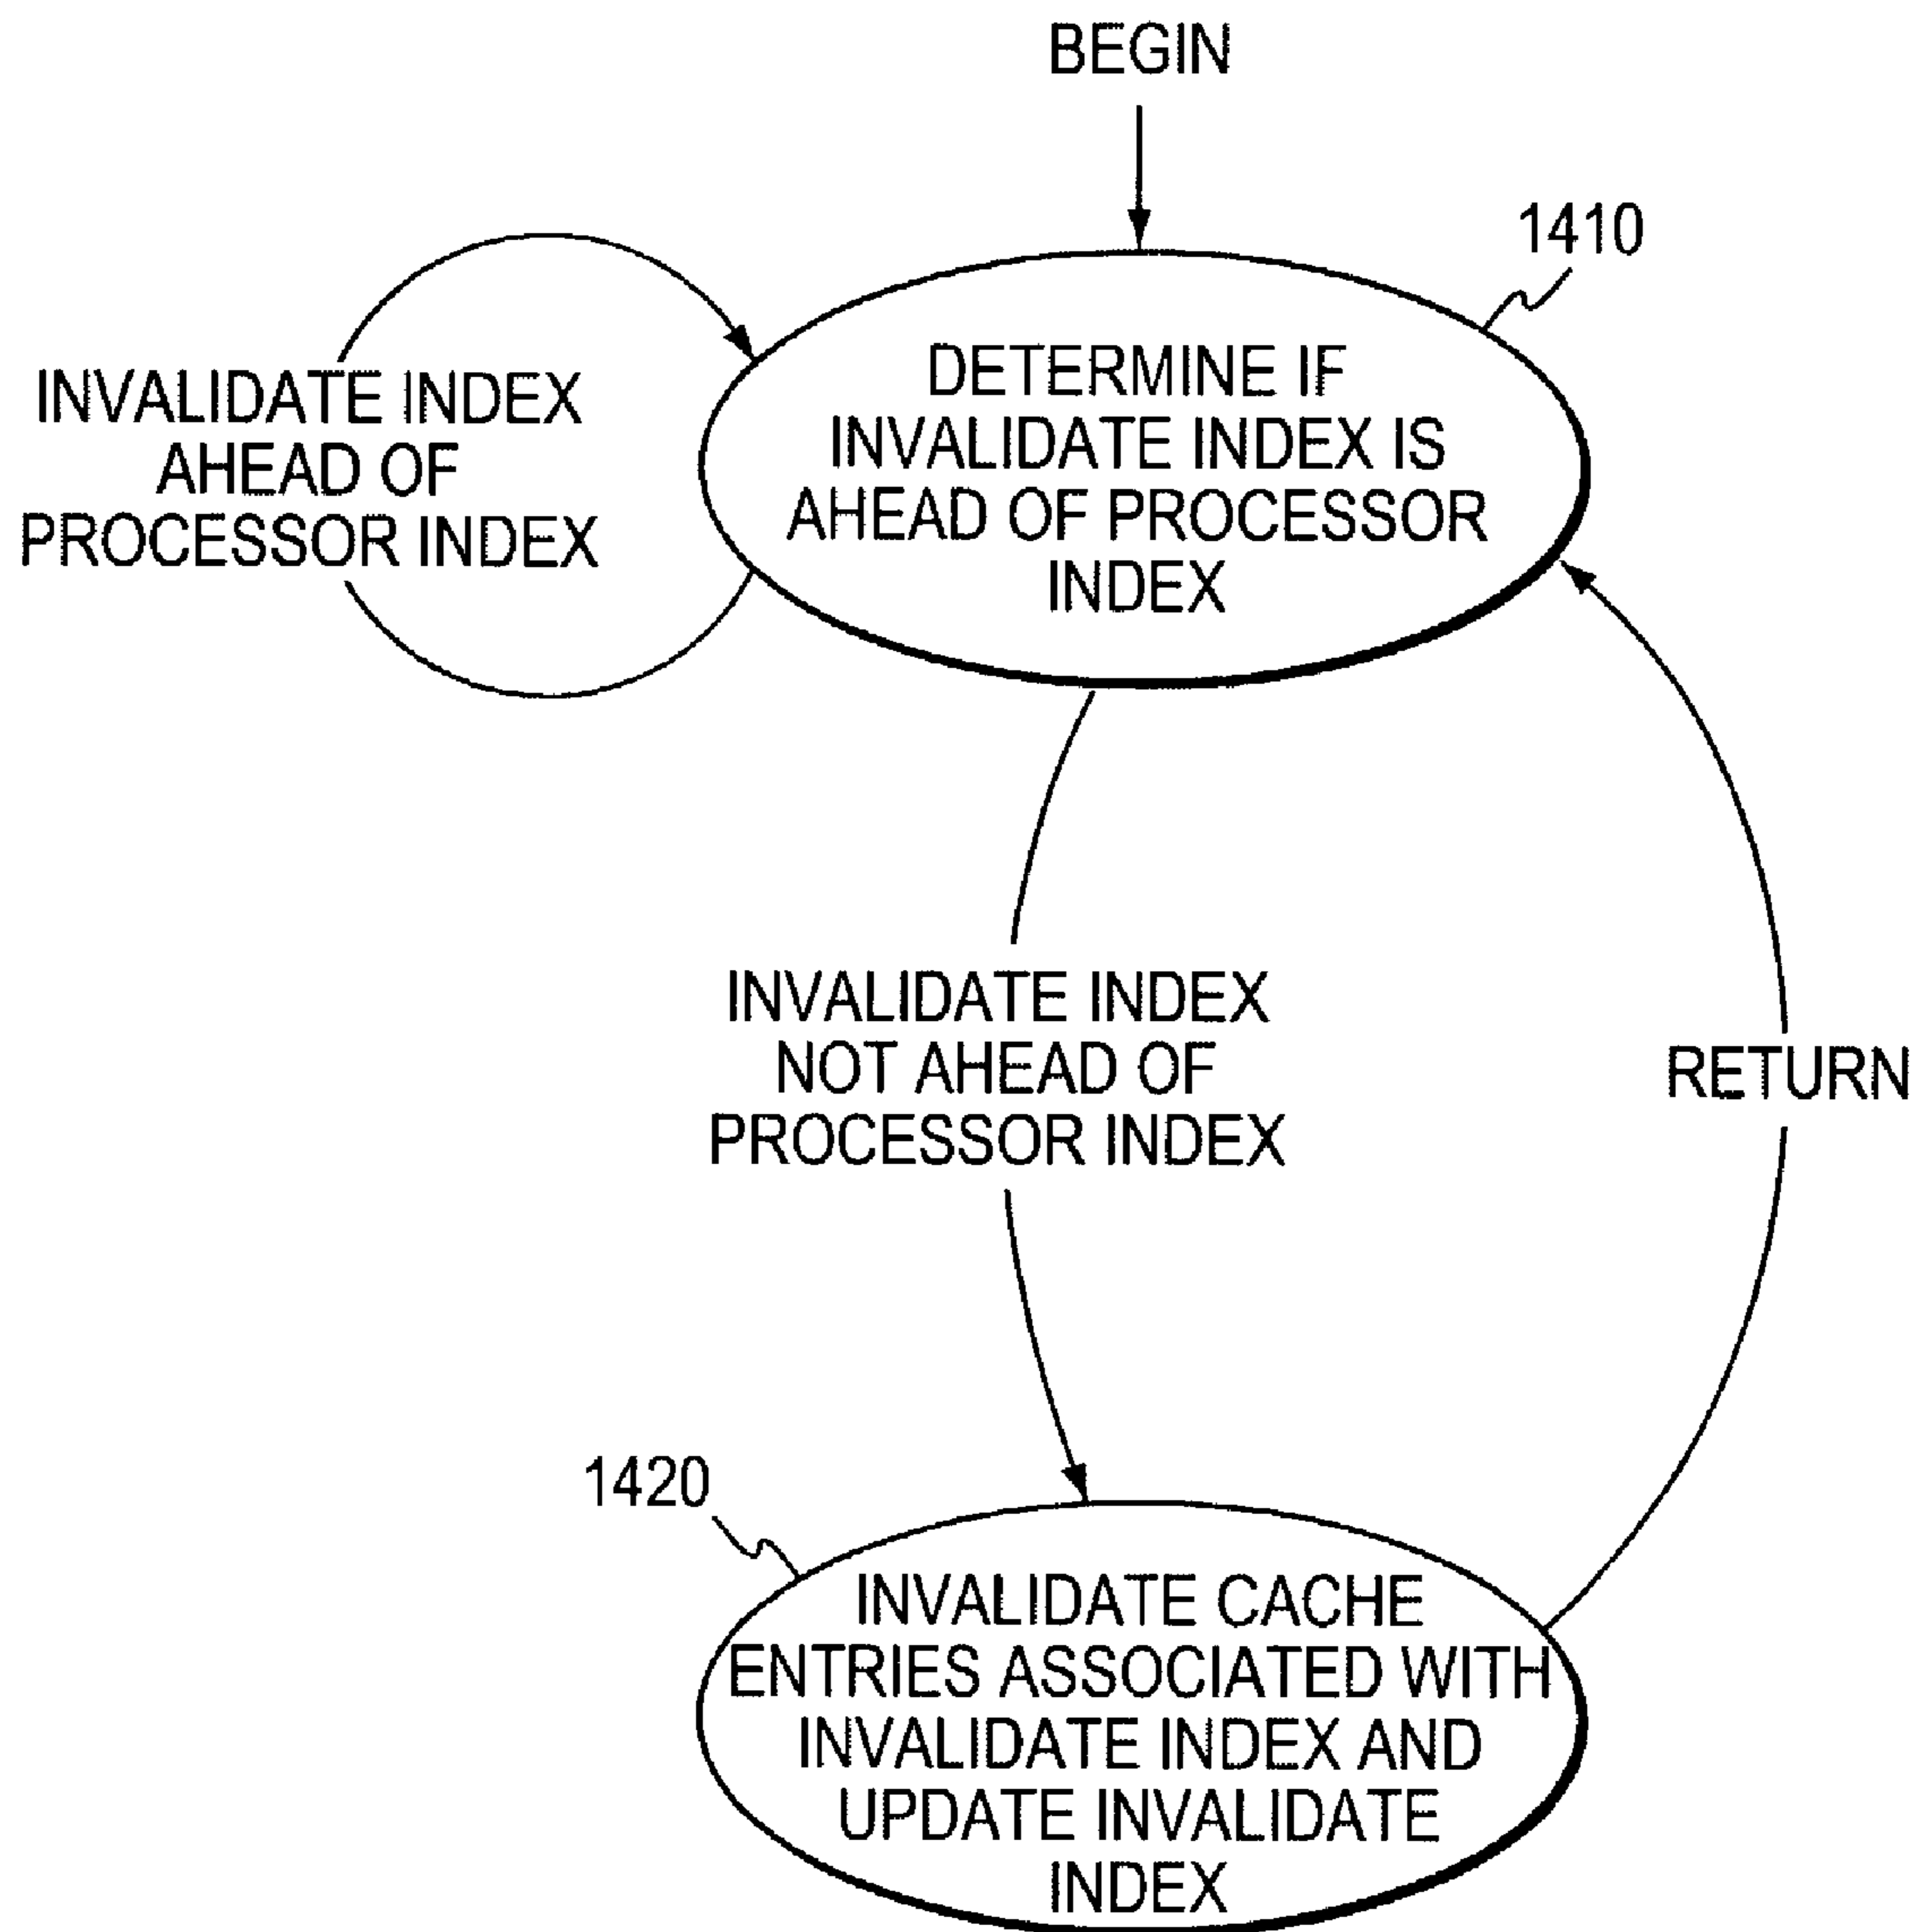 BEGIN
1410
DETERMINE IF
INVALIDATE INDEX IS
AHEAD OF PROCESSOR
INDEX
INVALIDATE INDEX
AHEAD OF
PROCESSOR INDEX
INVALIDATE INDEX
NOT AHEAD OF
PROCESSOR INDEX
RETURN
1420
INVALIDATE CACHE
ENTRIES ASSOCIATED WITH
INVALIDATE INDEX AND
UPDATE INVALIDATE
INDEX